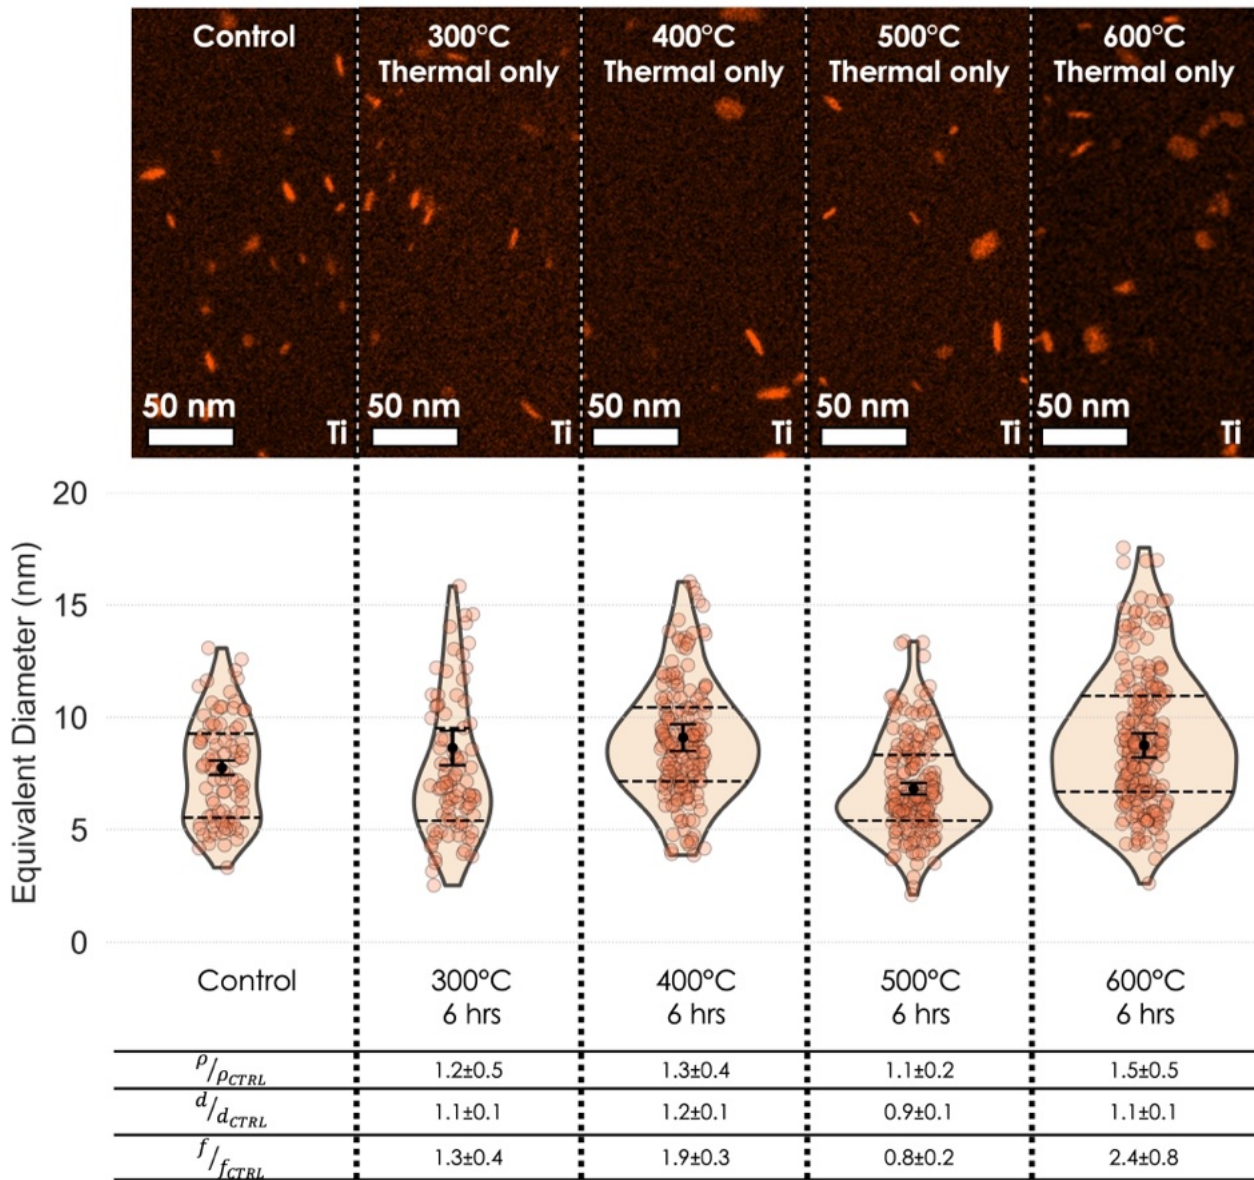 Control
300°C
Thermal only
400°C
Thermal only
500°C
Thermal only
600°C
Thermal only
50 nm
Ti
50 nm
Ti
50 nm
Ti
50 nm
Ti
50 nm
Ti
Equivalent Diameter (nm)
20
15
10
5
0
Control
300°C
6 hrs
400°C
6 hrs
500°C
6 hrs
600°C
6 hrs
ρ/ρCTRL 1.2±0.5 1.3±0.4 1.1±0.2 1.5±0.5
d/dCTRL 1.1±0.1 1.2±0.1 0.9±0.1 1.1±0.1
f/fCTRL 1.3±0.4 1.9±0.3 0.8±0.2 2.4±0.8